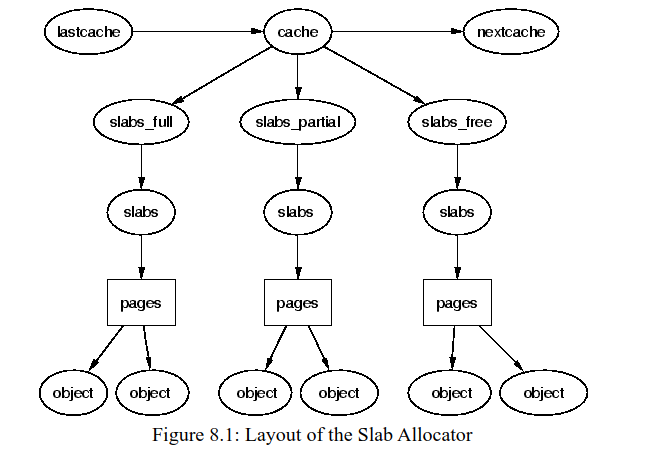 lastcache cache nextcache
slabs_full slabs_partial slabs_free
slabs slabs slabs
pages pages pages
object object object object object object
Figure 8.1: Layout of the Slab Allocator